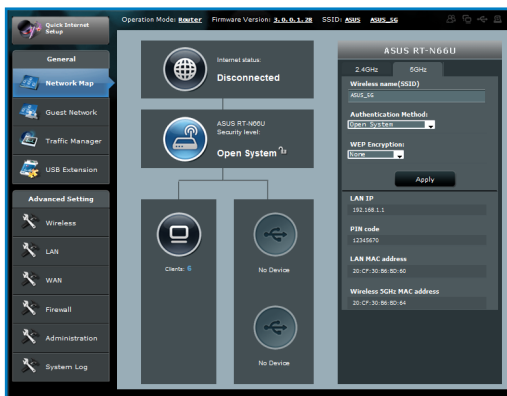 Quick Internet
Setup
Operation Mode: Router Firmware Version: 3.0.0.1.28 SSID: ASUS ASUS_5G
General
Network Map
Guest Network
Traffic Manager
USB Extension
Advanced Setting
Wireless
LAN
WAN
Firewall
Administration
System Log
Internet status:
Disconnected
ASUS RT-N66U
Security level:
Open System
Clients: 6
No Device
No Device
ASUS RT-N66U
2.4GHz 5GHz
Wireless name(SSID)
ASUS_5G
Authentication Method:
Open System
WEP Encryption:
None
Apply
LAN IP
192.168.1.1
PIN code
12345670
LAN MAC address
20:CF:30:B6:8D:60
Wireless 5GHz MAC address
20:CF:30:B6:8D:64